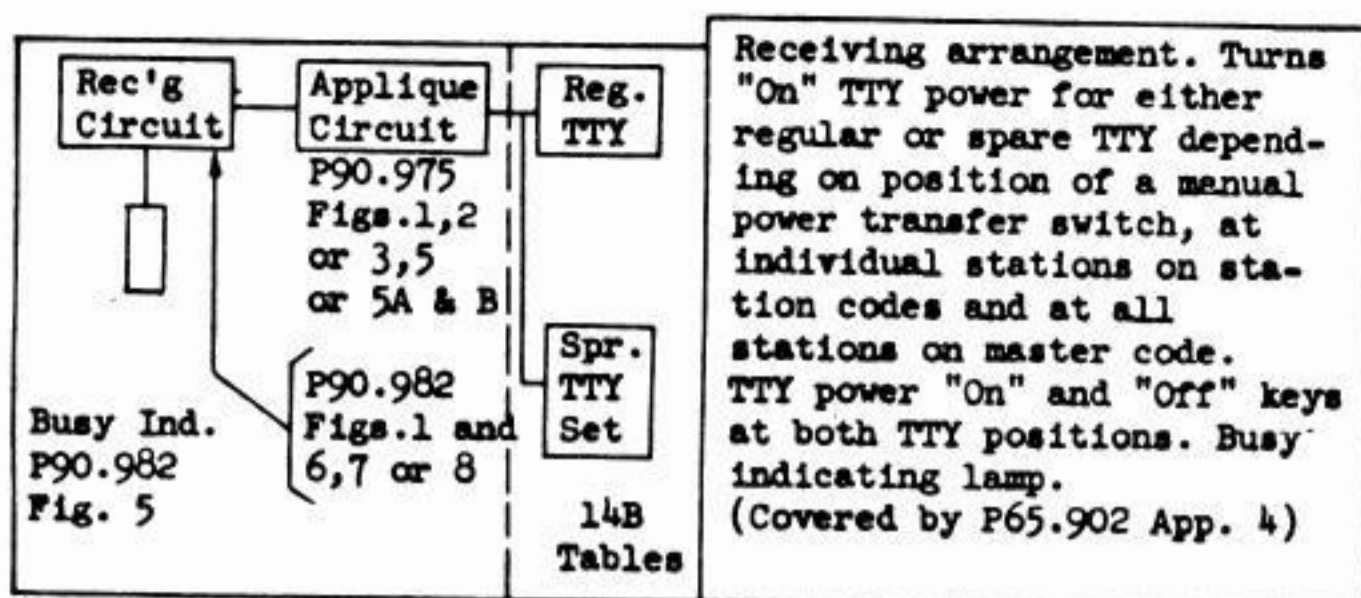 Rec'g
Circuit
Applique
Circuit
P90.975
Figs.1,2
or 3,5
or 5A & B
P90.982
Figs.1 and
6,7 or 8
Busy Ind.
P90.982
Fig. 5
Reg.
TTY
Spr.
TTY
Set
14B
Tables
Receiving arrangement. Turns
"On" TTY power for either
regular or spare TTY depend-
ing on position of a manual
power transfer switch, at
individual stations on sta-
tion codes and at all
stations on master code.
TTY power "On" and "Off" keys
at both TTY positions. Busy
indicating lamp.
(Covered by P65.902 App. 4)